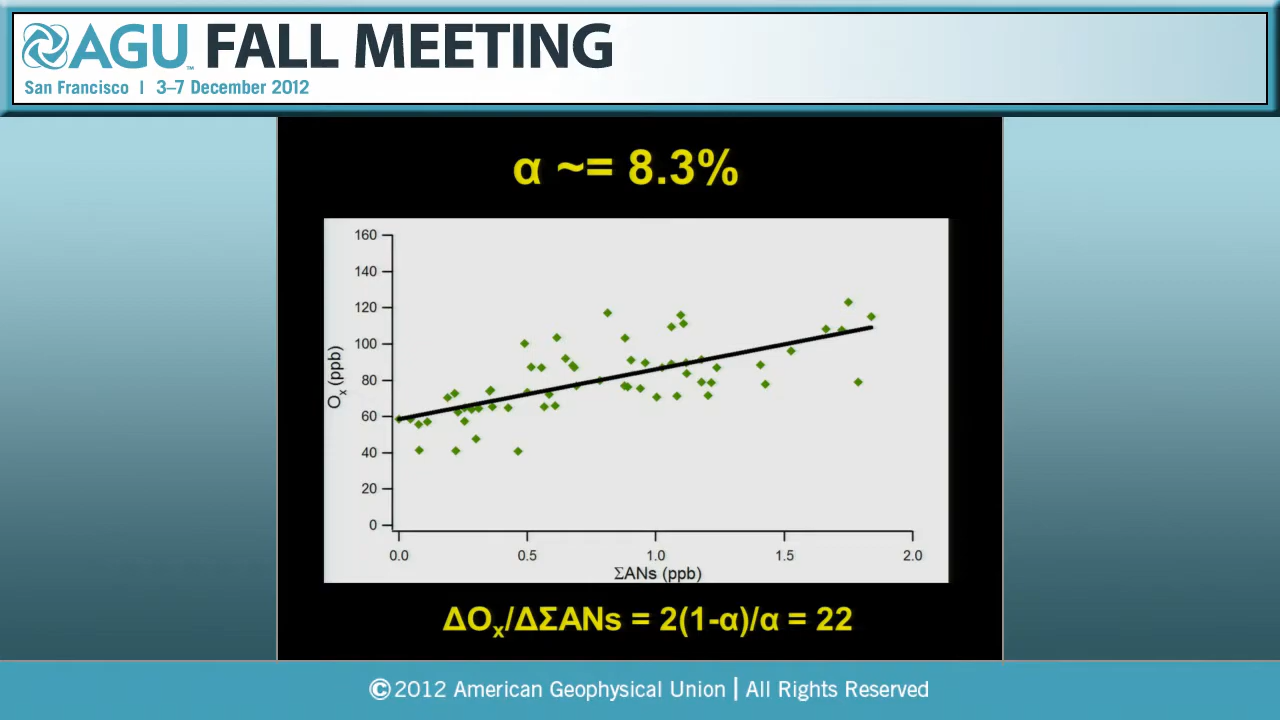 AGU™ FALL MEETING
San Francisco | 3–7 December 2012
α ~= 8.3%
160
140
120
100
80
60
40
20
0
Ox (ppb)
0.0 0.5 1.0 1.5 2.0
ΣANs (ppb)
ΔOx/ΔΣANs = 2(1-α)/α = 22
©2012 American Geophysical Union | All Rights Reserved